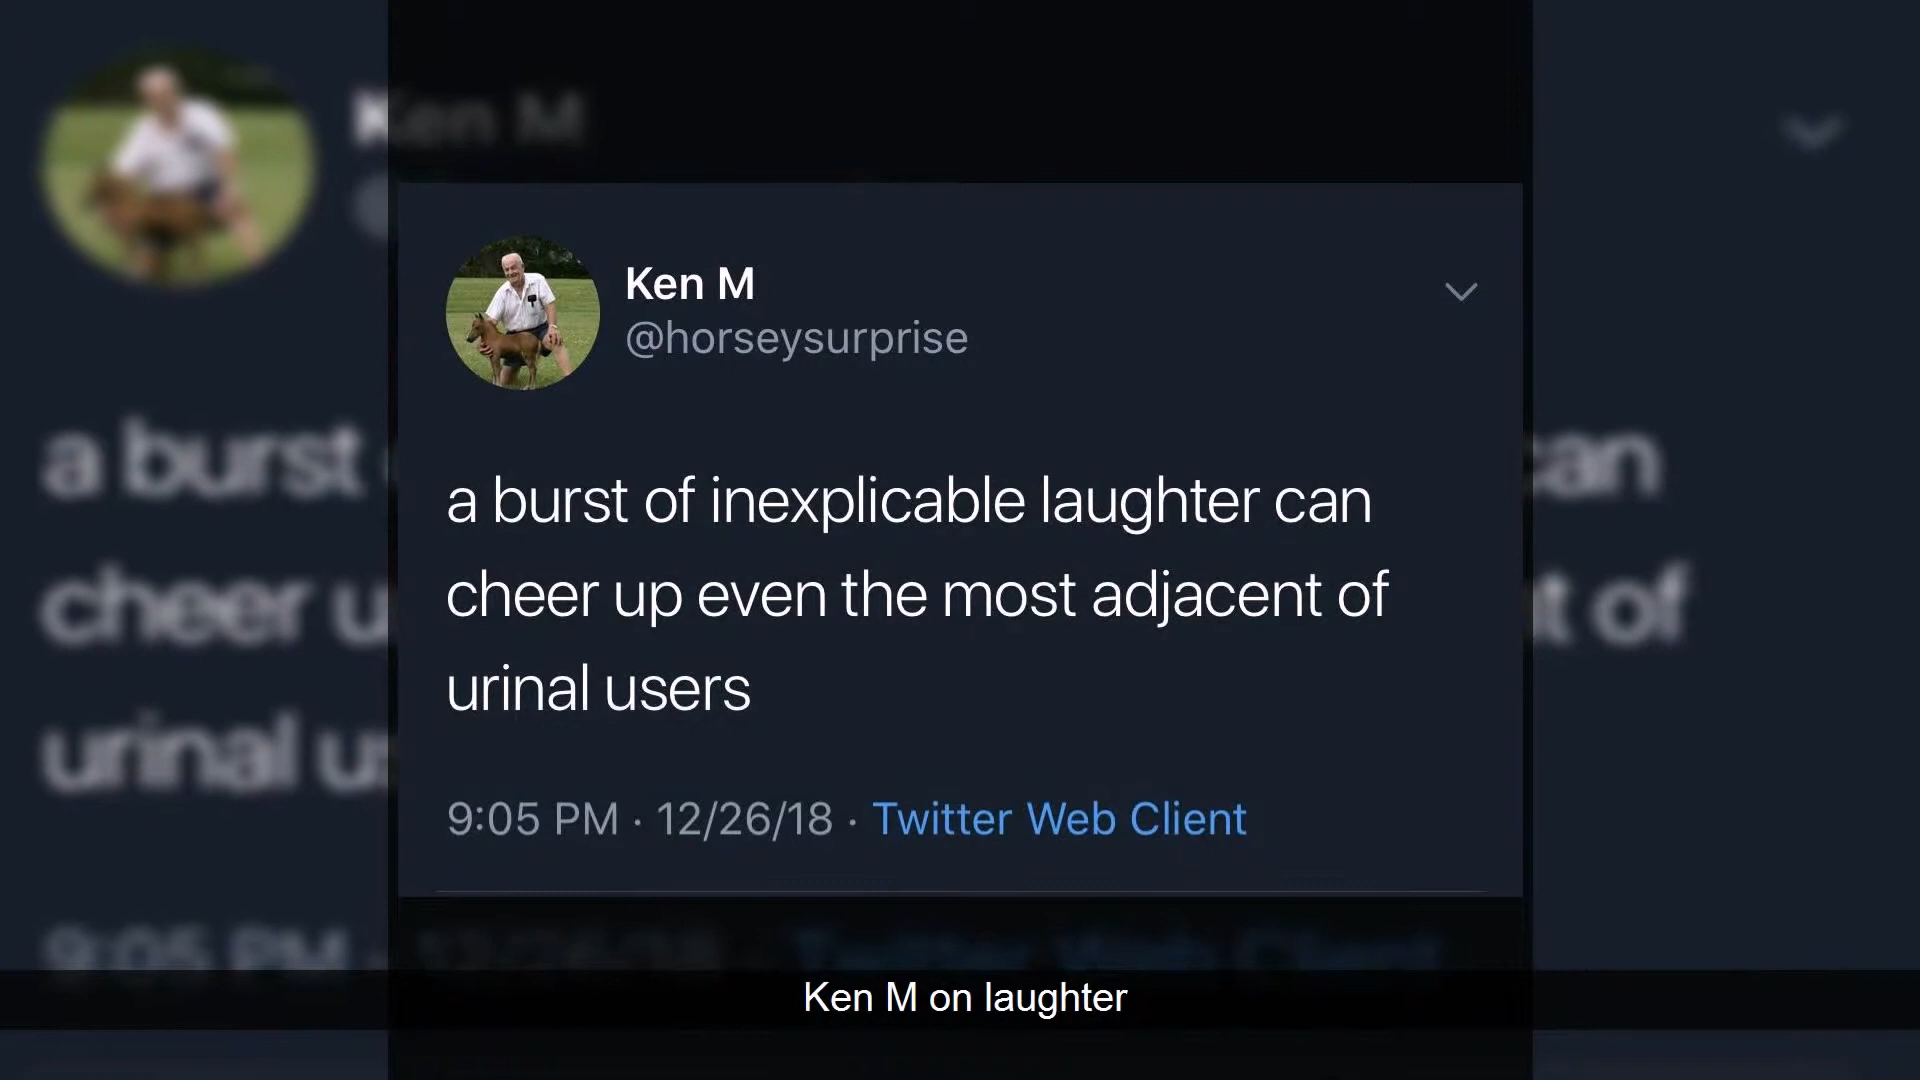 Ken M
@horseysurprise
a burst of inexplicable laughter can
cheer up even the most adjacent of
urinal users
9:05 PM · 12/26/18 · Twitter Web Client
Ken M on laughter